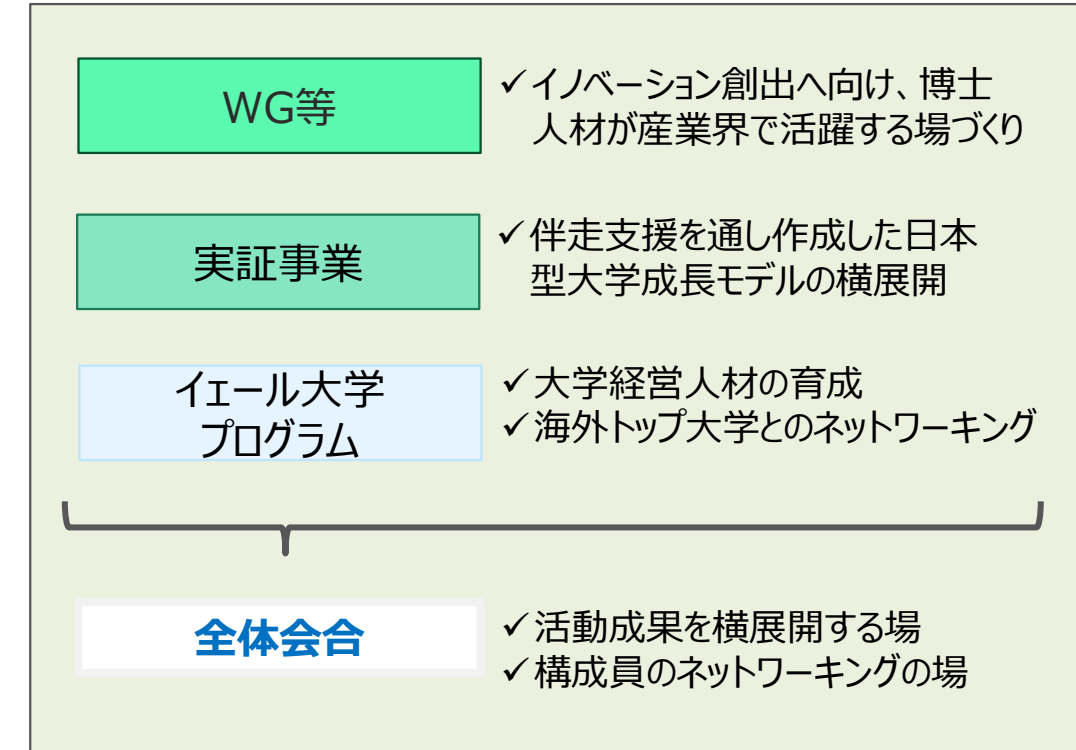 WG等
✓イノベーション創出へ向け、博士
人材が産業界で活躍する場づくり
実証事業
✓伴走支援を通し作成した日本
型大学成長モデルの横展開
イェール大学
プログラム
✓大学経営人材の育成
✓海外トップ大学とのネットワーキング
全体会合
✓活動成果を横展開する場
✓構成員のネットワーキングの場